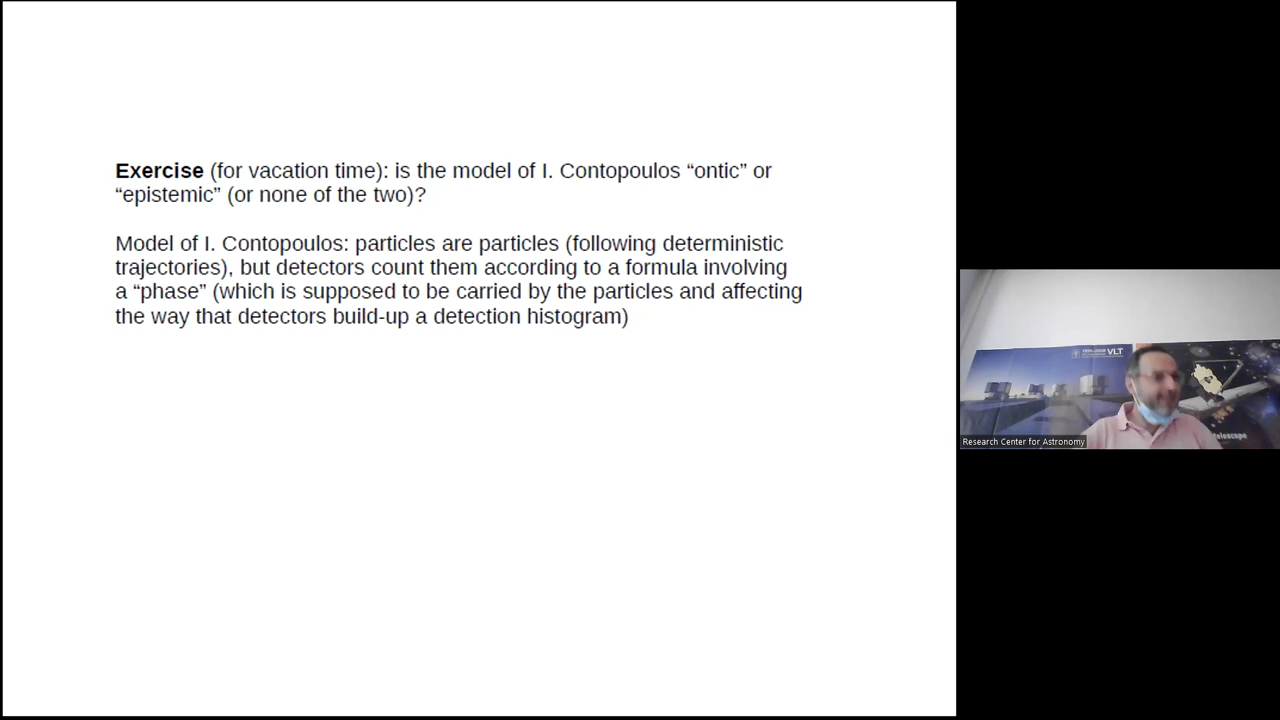 Exercise (for vacation time): is the model of I. Contopoulos “ontic” or
“epistemic” (or none of the two)?
Model of I. Contopoulos: particles are particles (following deterministic
trajectories), but detectors count them according to a formula involving
a “phase” (which is supposed to be carried by the particles and affecting
the way that detectors build-up a detection histogram)
VLT
telescope
Research Center for Astronomy